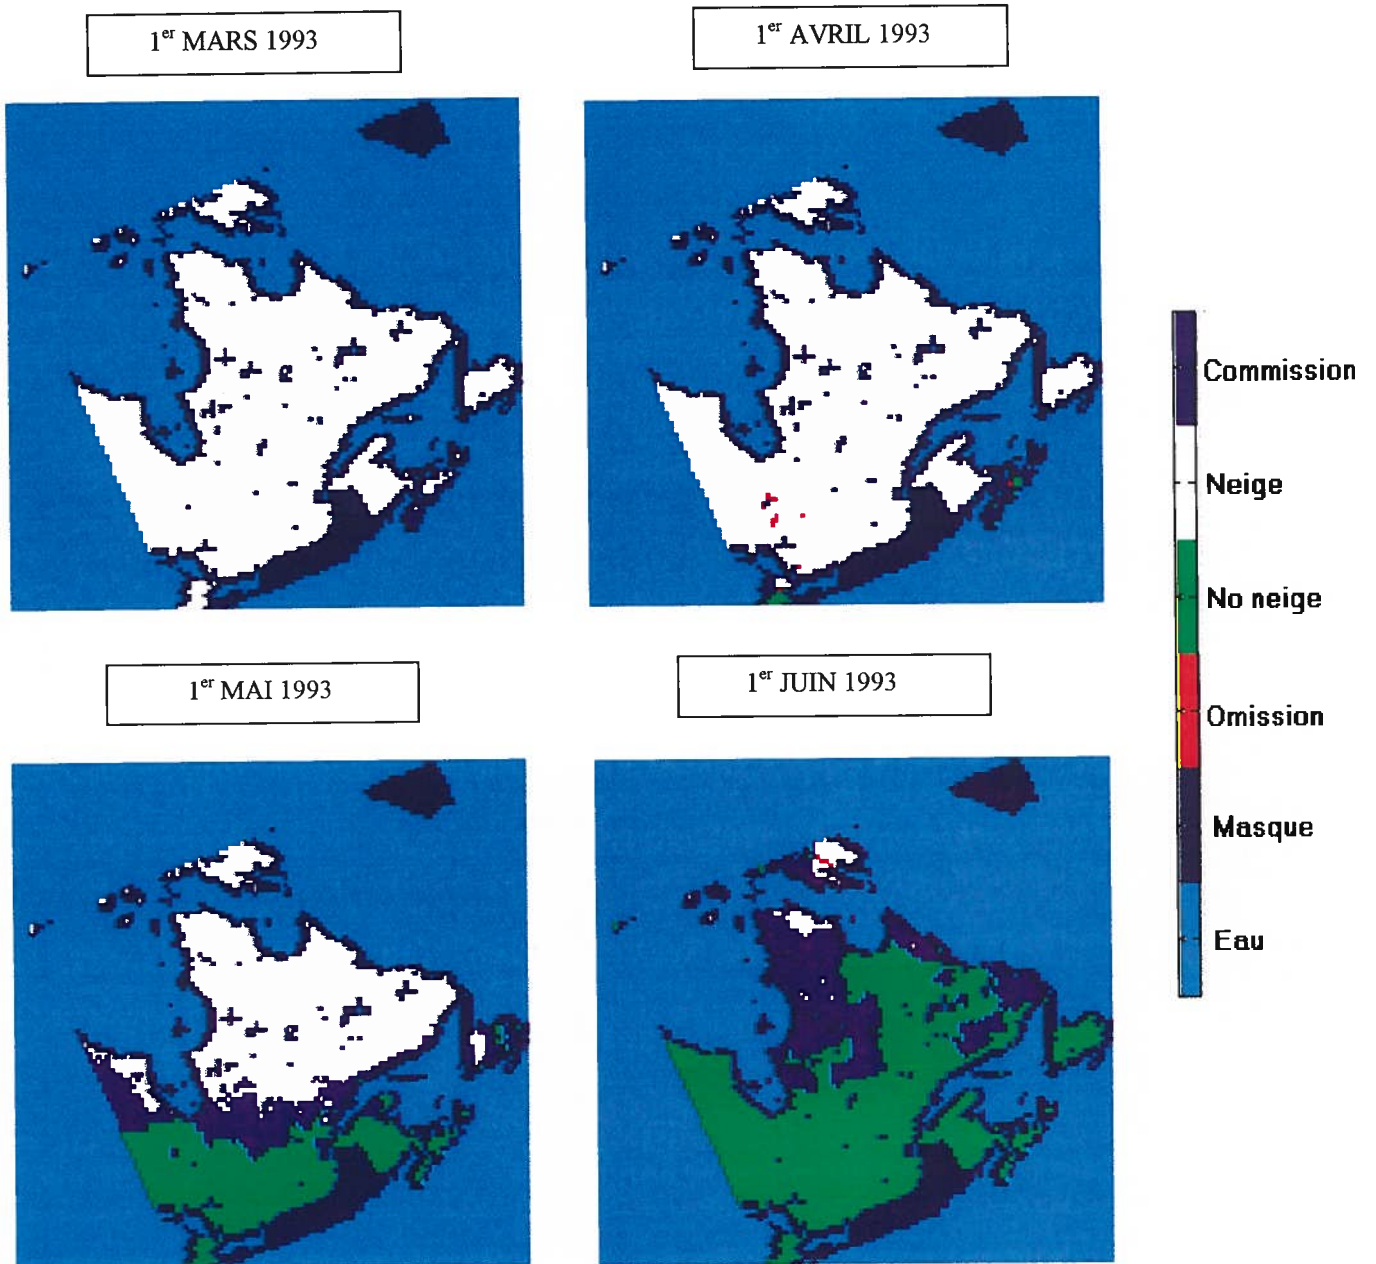 1er MARS 1993
1er AVRIL 1993
Commission
Neige
No neige
Omission
Masque
Eau
1er MAI 1993
1er JUIN 1993